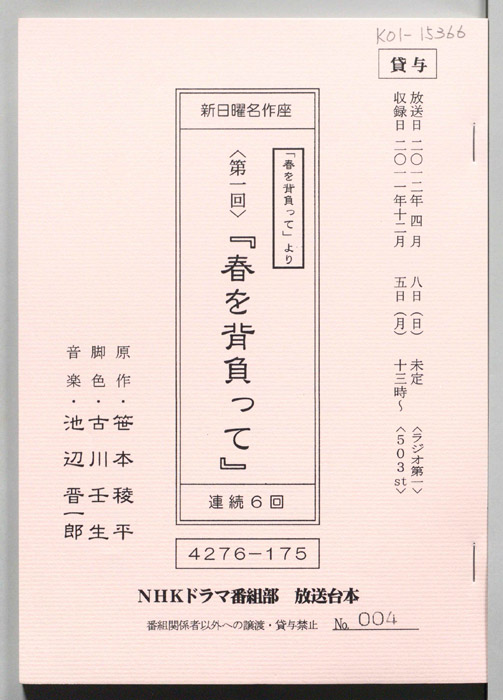 KO1-15366
貸与
放送日 二〇一二年 四月 八日(日) 未定 〈ラジオ第一〉
収録日 二〇一一年十二月 五日(月) 十三時～ 〈503st〉
新日曜名作座
「春を背負って」より
〈第一回〉『春を背負って』
連続6回
原作・笹本稜平
脚色・古川壬生
音楽・池辺晋一郎
4276-175
NHKドラマ番組部 放送台本
番組関係者以外への譲渡・貸与禁止 No. 004